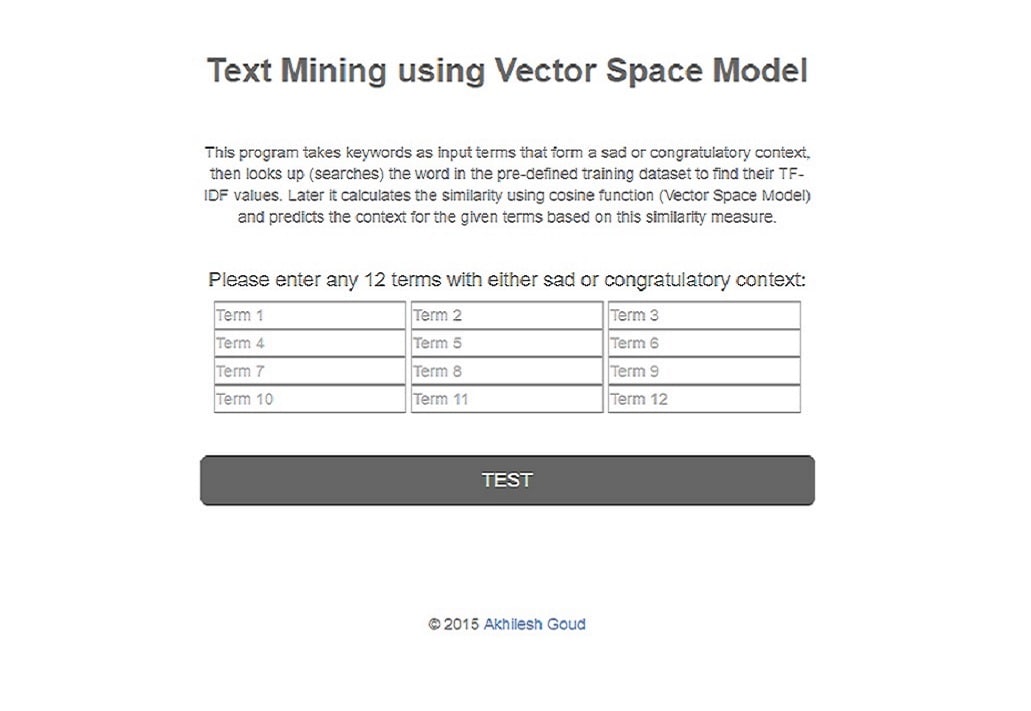 Text Mining using Vector Space Model
This program takes keywords as input terms that form a sad or congratulatory context,
then looks up (searches) the word in the pre-defined training dataset to find their TF-
IDF values. Later it calculates the similarity using cosine function (Vector Space Model)
and predicts the context for the given terms based on this similarity measure.
Please enter any 12 terms with either sad or congratulatory context:
Term 1 Term 2 Term 3
Term 4 Term 5 Term 6
Term 7 Term 8 Term 9
Term 10 Term 11 Term 12
TEST
© 2015 Akhilesh Goud